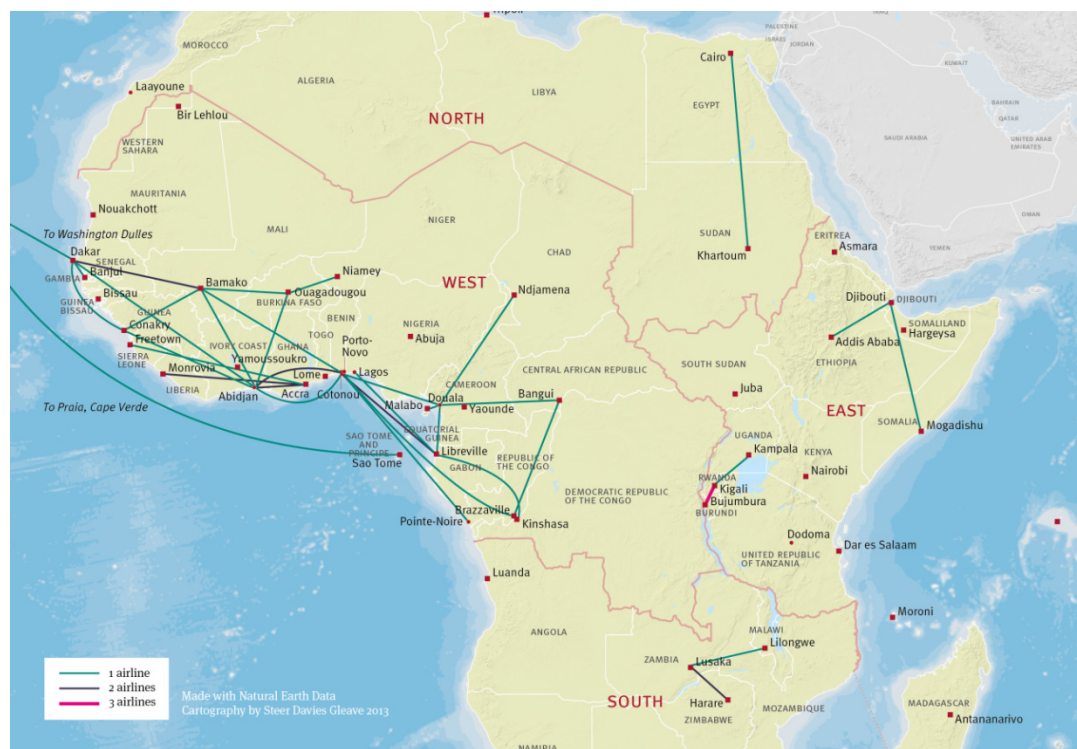 Tripoli
MOROCCO
Laayoune
ALGERIA
LIBYA
Cairo
EGYPT
PALESTINE
ISRAEL
JORDAN
IRAQ
IRAN
KUWAIT
BAHRAIN
QATAR
SAUDI ARABIA
UNITED ARAB
EMIRATES
OMAN
YEMEN
Bir Lehlou
WESTERN
SAHARA
NORTH
MAURITANIA
Nouakchott
MALI
NIGER
CHAD
SUDAN
Khartoum
ERITREA
Asmara
To Washington Dulles
Dakar
SENEGAL
GAMBIA
Banjul
Bissau
GUINEA
BISSAU
Bamako
Niamey
Ouagadougou
BURKINA FASO
WEST
Ndjamena
Djibouti
DJIBOUTI
SOMALILAND
Hargeysa
Addis Ababa
ETHIOPIA
GUINEA
Conakry
Freetown
SIERRA
LEONE
IVORY COAST
Yamoussoukro
GHANA
TOGO
BENIN
Porto-
Novo
NIGERIA
Abuja
Lagos
Monrovia
LIBERIA
Abidjan
Accra
Lome
Cotonou
CENTRAL AFRICAN REPUBLIC
SOUTH SUDAN
Juba
EAST
SOMALIA
Mogadishu
To Praia, Cape Verde
CAMEROON
Douala
Malabo
Yaounde
Bangui
EQUATORIAL
GUINEA
SAO TOME
AND
PRINCIPE
Sao Tome
Libreville
GABON
REPUBLIC OF
THE CONGO
UGANDA
Kampala
KENYA
Nairobi
RWANDA
Kigali
Bujumbura
BURUNDI
DEMOCRATIC REPUBLIC
OF THE CONGO
Brazzaville
Pointe-Noire
Kinshasa
Dodoma
UNITED REPUBLIC
OF TANZANIA
Dar es Salaam
Luanda
ANGOLA
Moroni
MALAWI
Lilongwe
ZAMBIA
Lusaka
SOUTH
Harare
ZIMBABWE
MOZAMBIQUE
MADAGASCAR
Antananarivo
NAMIBIA
1 airline
2 airlines
3 airlines
Made with Natural Earth Data
Cartography by Steer Davies Gleave 2013